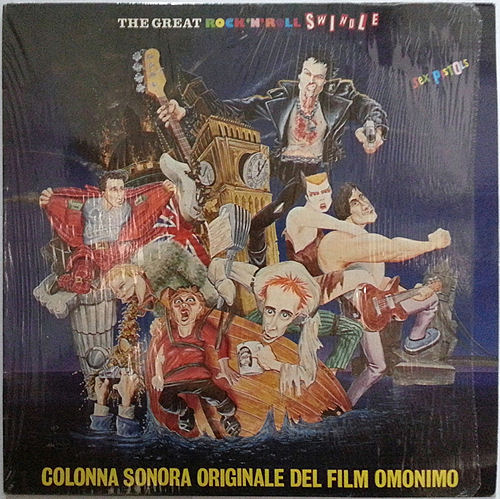 THE GREAT ROCK'N'ROLL SWINDLE
SEX PISTOLS
COLONNA SONORA ORIGINALE DEL FILM OMONIMO